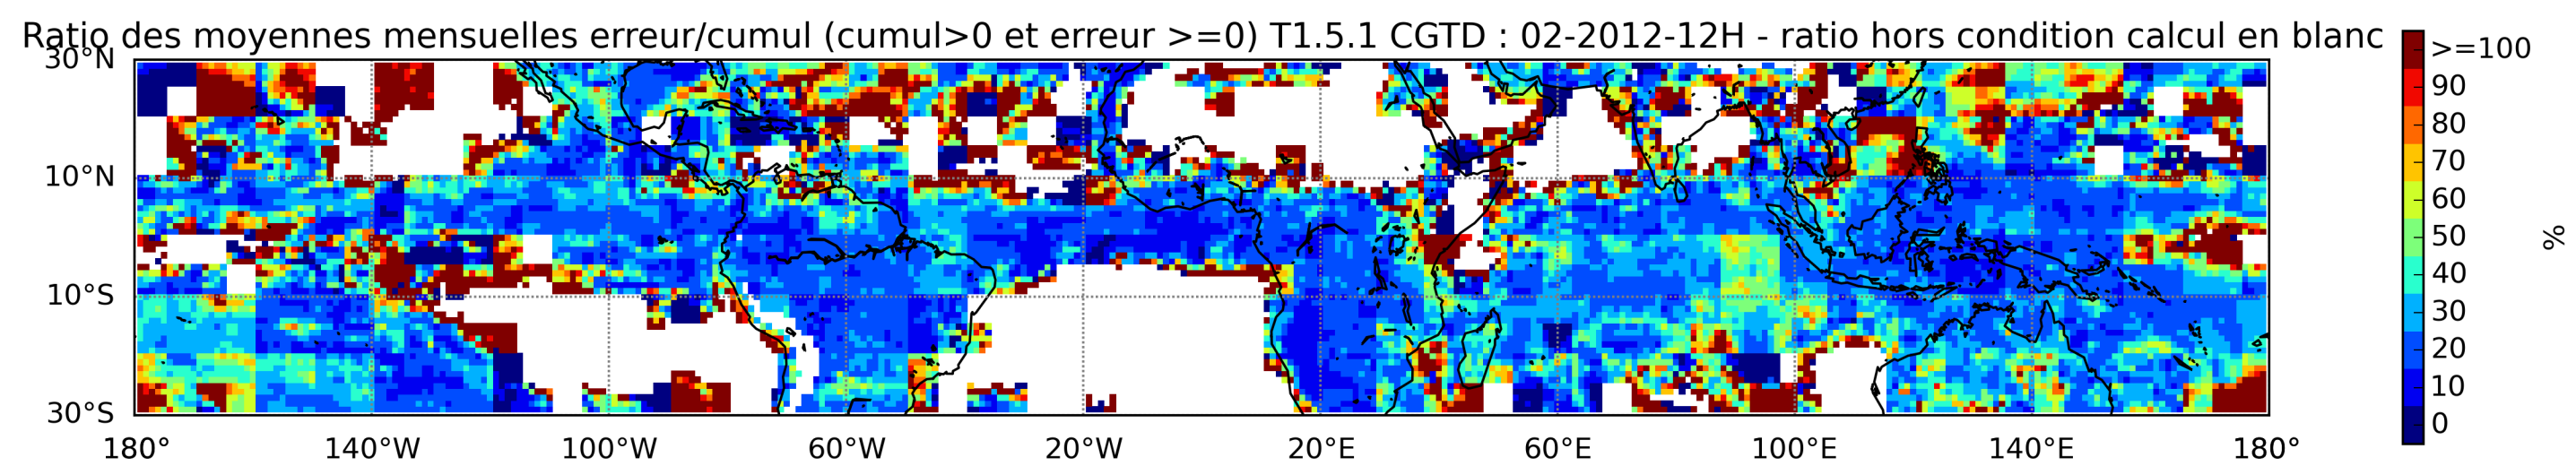 Ratio des moyennes mensuelles erreur/cumul (cumul>0 et erreur >=0) T1.5.1 CGTD : 02-2012-12H - ratio hors condition calcul en blanc
30°N
10°N
10°S
30°S
180° 140°W 100°W 60°W 20°W 20°E 60°E 100°E 140°E 180°
>=100
90
80
70
60
50
40
30
20
10
0
%